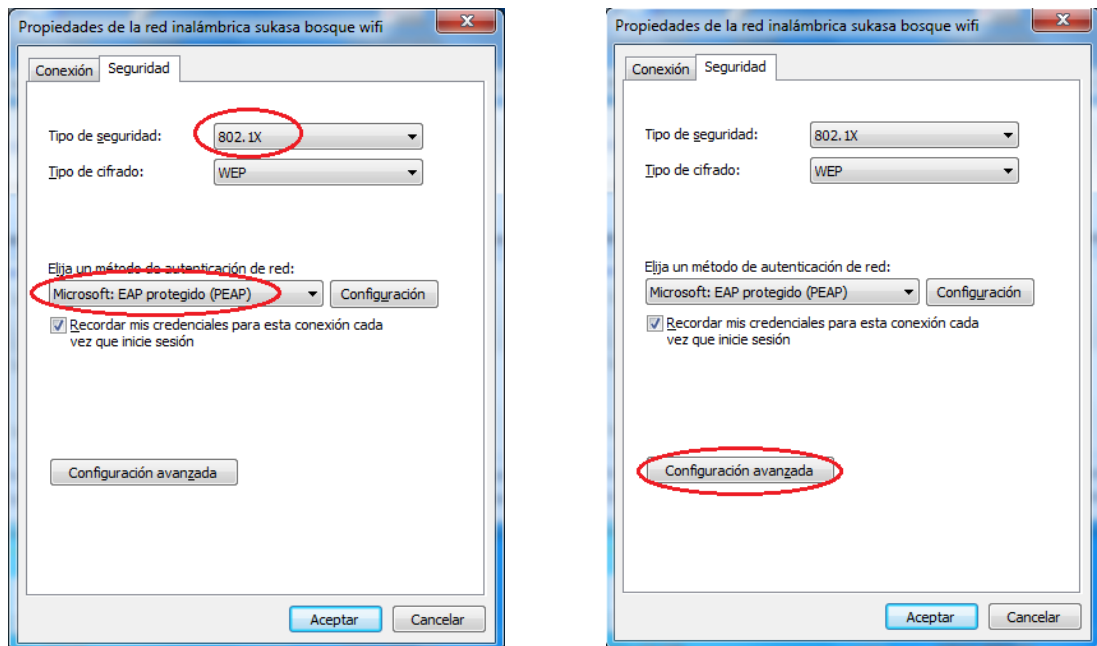 Propiedades de la red inalámbrica sukasa bosque wifi
Conexión Seguridad
Tipo de seguridad: 802.1X
Tipo de cifrado: WEP
Elija un método de autenticación de red:
Microsoft: EAP protegido (PEAP) Configuración
Recordar mis credenciales para esta conexión cada
vez que inicie sesión
Configuración avanzada
Aceptar Cancelar
Propiedades de la red inalámbrica sukasa bosque wifi
Conexión Seguridad
Tipo de seguridad: 802.1X
Tipo de cifrado: WEP
Elija un método de autenticación de red:
Microsoft: EAP protegido (PEAP) Configuración
Recordar mis credenciales para esta conexión cada
vez que inicie sesión
Configuración avanzada
Aceptar Cancelar